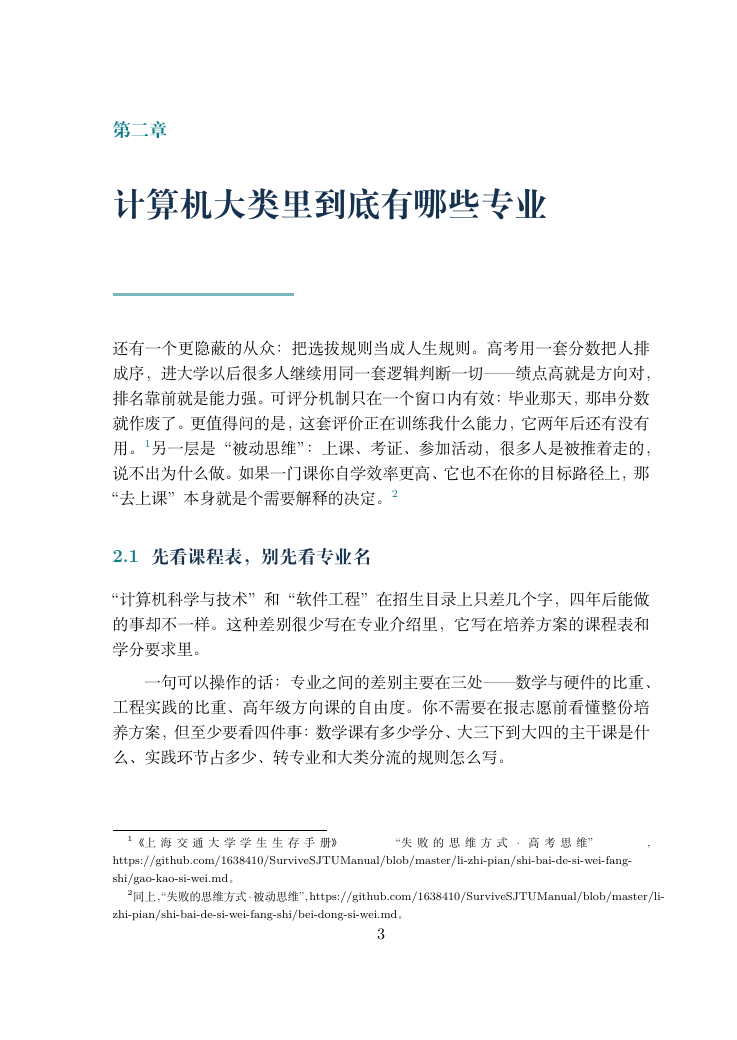 第二章
计算机大类里到底有哪些专业
还有一个更隐蔽的从众：把选拔规则当成人生规则。高考用一套分数把人排
成序，进大学以后很多人继续用同一套逻辑判断一切——绩点高就是方向对，
排名靠前就是能力强。可评分机制只在一个窗口内有效：毕业那天，那串分数
就作废了。更值得问的是，这套评价正在训练我什么能力，它两年后还有没有
用。1另一层是“被动思维”：上课、考证、参加活动，很多人是被推着走的，
说不出为什么做。如果一门课你自学效率更高、它也不在你的目标路径上，那
“去上课”本身就是个需要解释的决定。2
2.1 先看课程表，别先看专业名
“计算机科学与技术”和“软件工程”在招生目录上只差几个字，四年后能做
的事却不一样。这种差别很少写在专业介绍里，它写在培养方案的课程表和
学分要求里。
一句可以操作的话：专业之间的差别主要在三处——数学与硬件的比重、
工程实践的比重、高年级方向课的自由度。你不需要在报志愿前看懂整份培
养方案，但至少要看四件事：数学课有多少学分、大三下到大四的主干课是什
么、实践环节占多少、转专业和大类分流的规则怎么写。
1《上海交通大学学生生存手册》 “失败的思维方式 · 高考思维” ,
https://github.com/1638410/SurviveSJTUManual/blob/master/li-zhi-pian/shi-bai-de-si-wei-fang-
shi/gao-kao-si-wei.md。
2同上，“失败的思维方式·被动思维”，https://github.com/1638410/SurviveSJTUManual/blob/master/li-
zhi-pian/shi-bai-de-si-wei-fang-shi/bei-dong-si-wei.md。
3